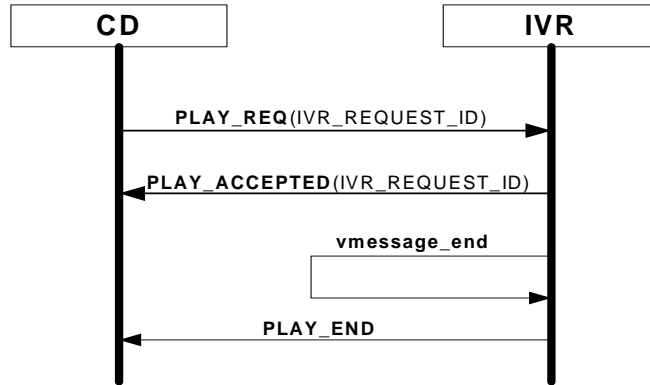 CD
IVR
PLAY_REQ(IVR_REQUEST_ID)
PLAY_ACCEPTED(IVR_REQUEST_ID)
vmessage_end
PLAY_END